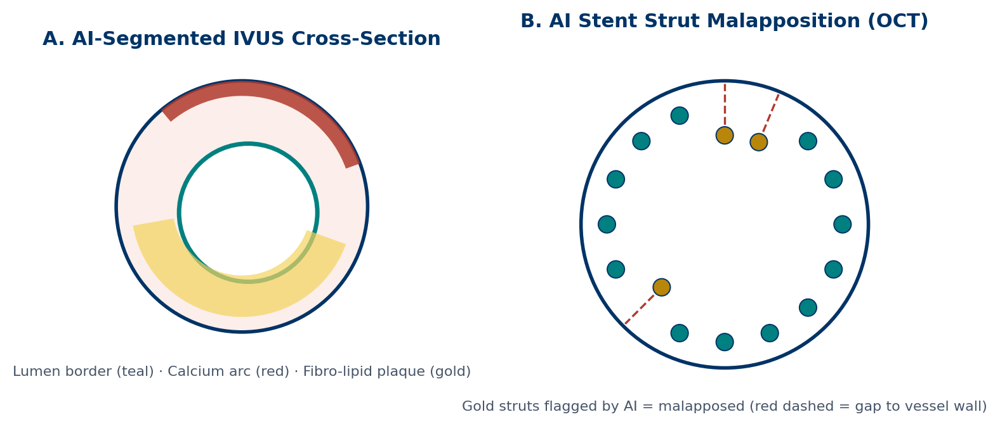 A. AI-Segmented IVUS Cross-Section
Lumen border (teal) · Calcium arc (red) · Fibro-lipid plaque (gold)
B. AI Stent Strut Malapposition (OCT)
Gold struts flagged by AI = malapposed (red dashed = gap to vessel wall)